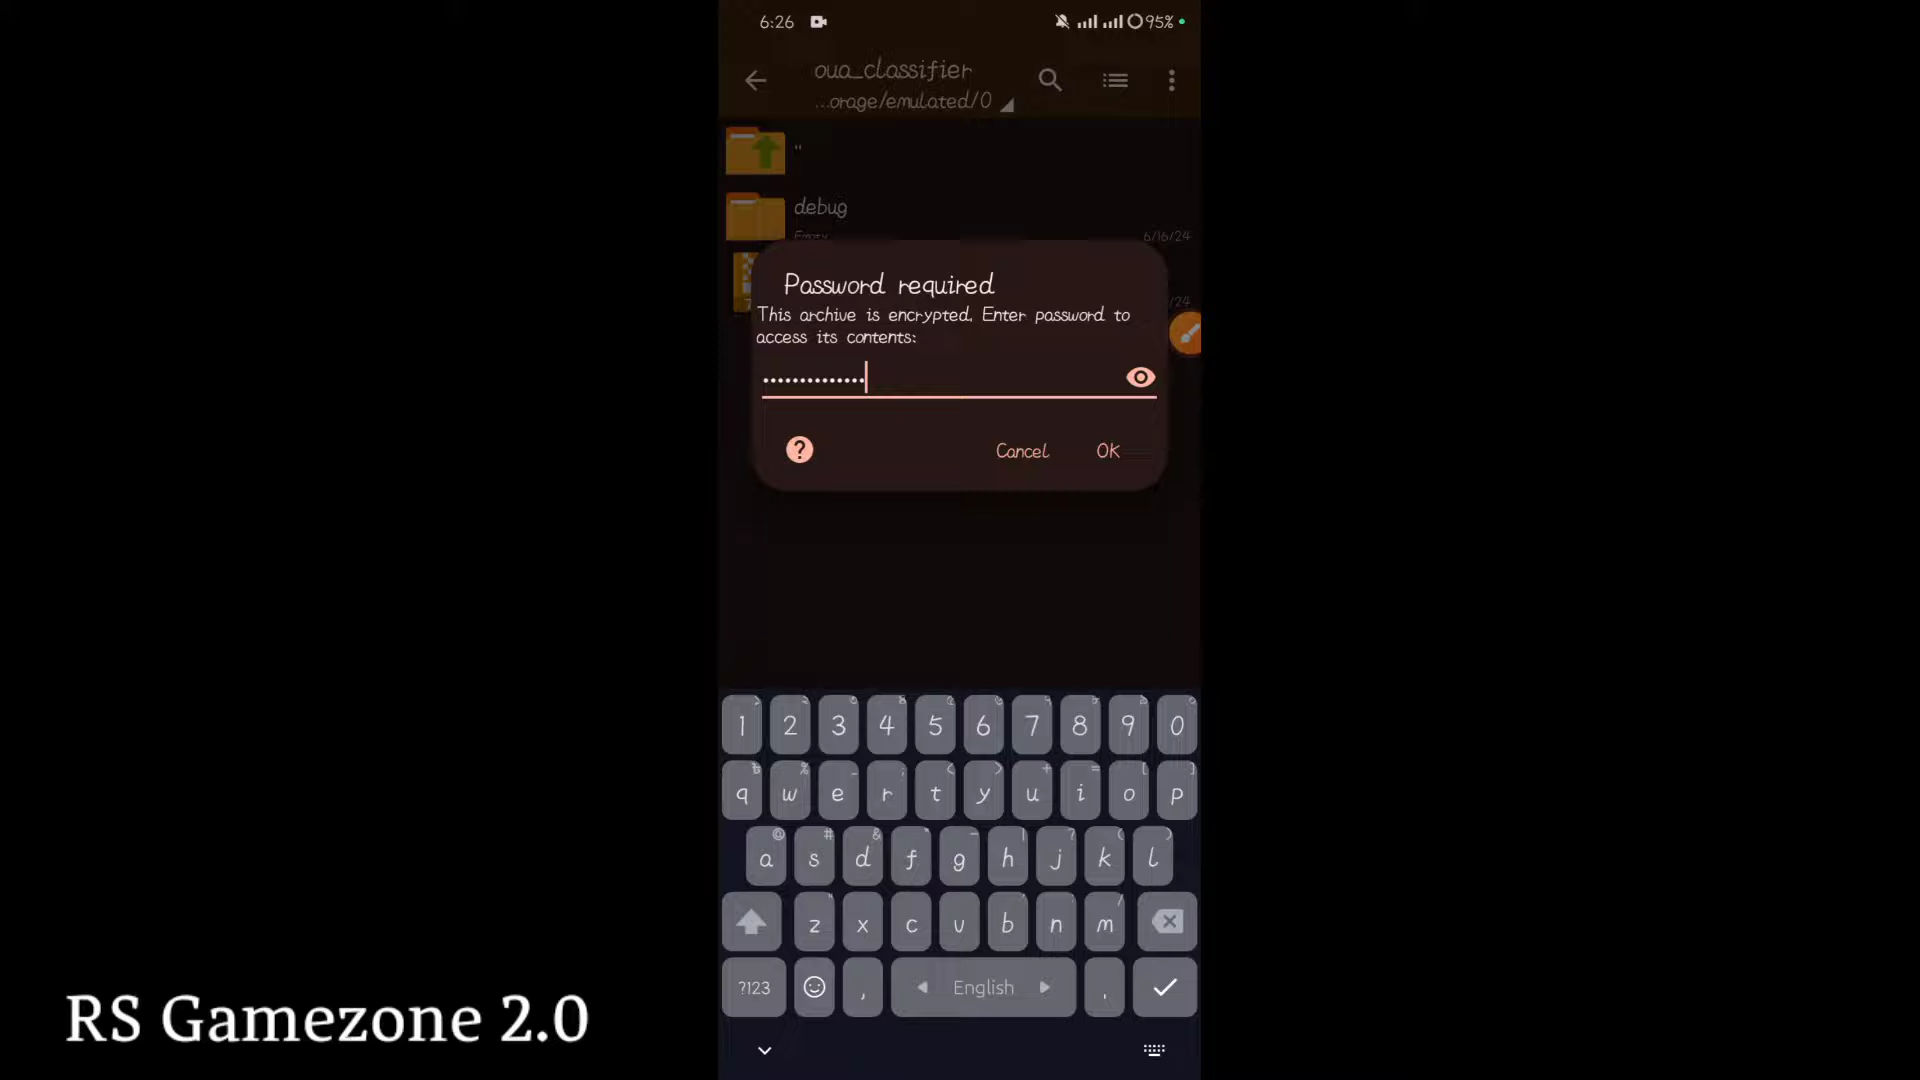 6:26
95%
oua_classifier
...orage/emulated/0
debug
Empty
6/16/24
/24
Password required
This archive is encrypted. Enter password to
access its contents:
Cancel OK
1 2 3 4 5 6 7 8 9 0
q w e r t y u i o p
a s d f g h j k l
z x c v b n m
?123 , English .
RS Gamezone 2.0